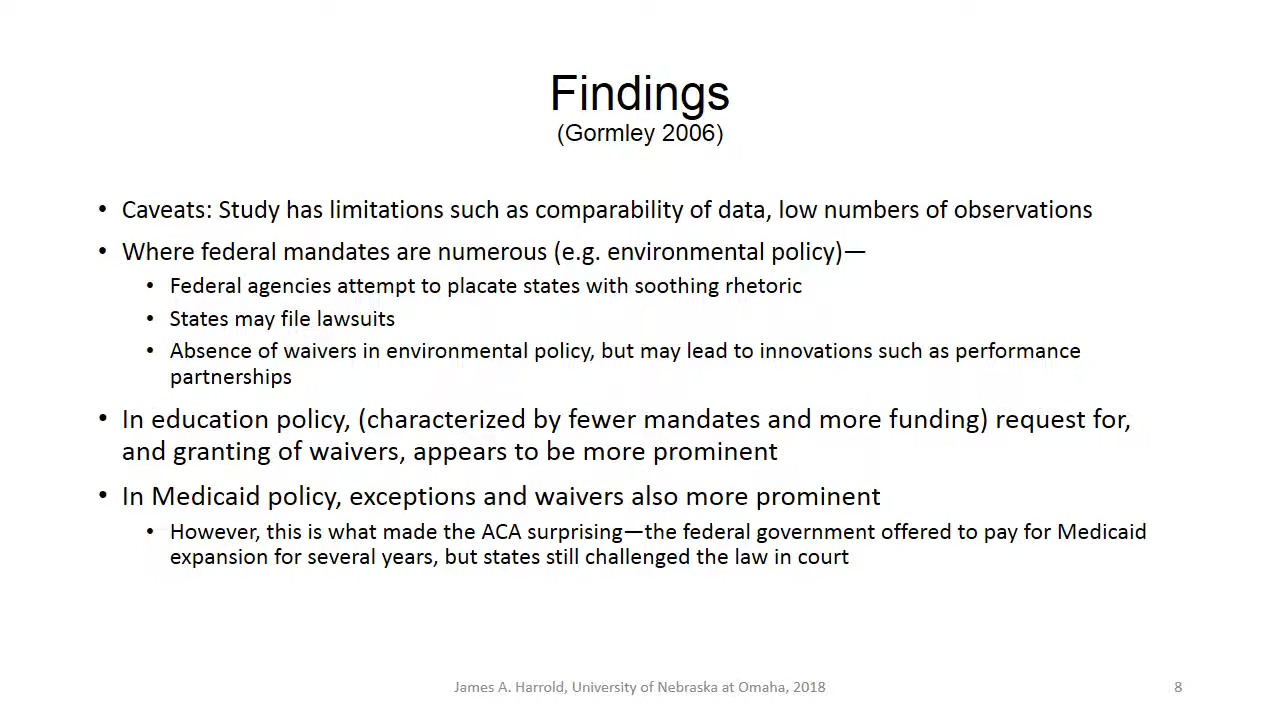 Findings
(Gormley 2006)
• Caveats: Study has limitations such as comparability of data, low numbers of observations
• Where federal mandates are numerous (e.g. environmental policy)—
• Federal agencies attempt to placate states with soothing rhetoric
• States may file lawsuits
• Absence of waivers in environmental policy, but may lead to innovations such as performance
partnerships
• In education policy, (characterized by fewer mandates and more funding) request for,
and granting of waivers, appears to be more prominent
• In Medicaid policy, exceptions and waivers also more prominent
• However, this is what made the ACA surprising—the federal government offered to pay for Medicaid
expansion for several years, but states still challenged the law in court
James A. Harrold, University of Nebraska at Omaha, 2018
8